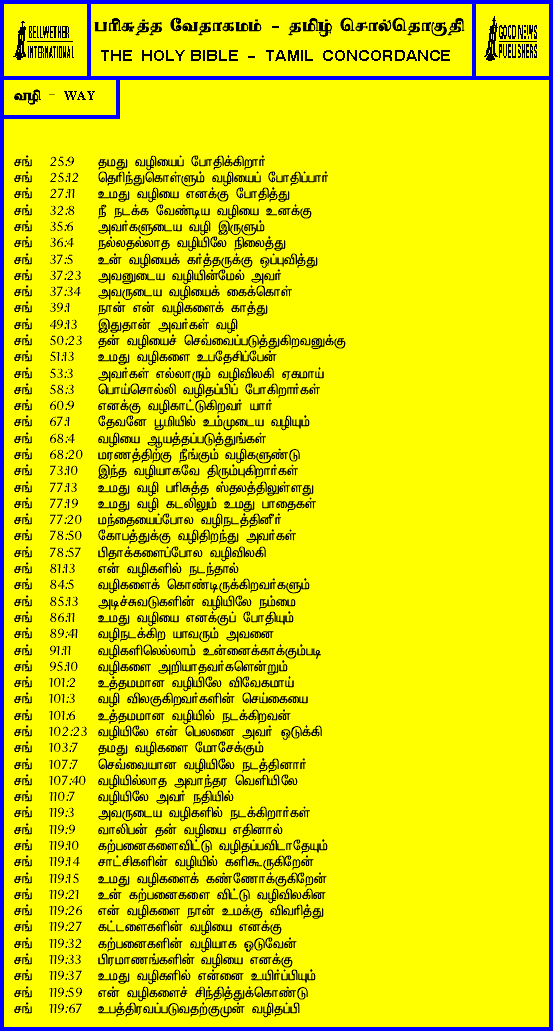 BELLWETHER INTERNATIONAL
பரிசுத்த வேதாகமம் - தமிழ் சொல்தொகுதி
THE HOLY BIBLE - TAMIL CONCORDANCE
GOOD NEWS PUBLISHERS
வழி - WAY
சங் 25:9 தமது வழியைப் போதிக்கிறார்
சங் 25:12 தெரிந்துகொள்ளும் வழியைப் போதிப்பார்
சங் 27:11 உமது வழியை எனக்கு போதித்து
சங் 32:8 நீ நடக்க வேண்டிய வழியை உனக்கு
சங் 35:6 அவர்களுடைய வழி இருளும்
சங் 36:4 நல்லதல்லாத வழியிலே நிலைத்து
சங் 37:5 உன் வழியைக் கர்த்தருக்கு ஒப்புவித்து
சங் 37:23 அவனுடைய வழியின்மேல் அவர்
சங் 37:34 அவருடைய வழியைக் கைக்கொள்
சங் 39:1 நான் என் வழிகளைக் காத்து
சங் 49:13 இதுதான் அவர்கள் வழி
சங் 50:23 தன் வழியைச் செவ்வைப்படுத்துகிறவனுக்கு
சங் 51:13 உமது வழிகளை உபதேசிப்பேன்
சங் 53:3 அவர்கள் எல்லாரும் வழிவிலகி ஏகமாய்
சங் 58:3 பொய்சொல்லி வழிதப்பிப் போகிறார்கள்
சங் 60:9 எனக்கு வழிகாட்டுகிறவர் யார்
சங் 67:1 தேவனே பூமியில் உம்முடைய வழியும்
சங் 68:4 வழியை ஆயத்தப்படுத்துங்கள்
சங் 68:20 மரணத்திற்கு நீங்கும் வழிகளுண்டு
சங் 73:10 இந்த வழியாகவே திரும்புகிறார்கள்
சங் 77:13 உமது வழி பரிசுத்த ஸ்தலத்திலுள்ளது
சங் 77:19 உமது வழி கடலிலும் உமது பாதைகள்
சங் 77:20 மந்தையைப்போல வழிநடத்தினீர்
சங் 78:50 கோபத்துக்கு வழிதிறந்து அவர்கள்
சங் 78:57 பிதாக்களைப்போல வழிவிலகி
சங் 81:13 என் வழிகளில் நடந்தால்
சங் 84:5 வழிகளைக் கொண்டிருக்கிறவர்களும்
சங் 85:13 அடிச்சுவடுகளின் வழியிலே நம்மை
சங் 86:11 உமது வழியை எனக்குப் போதியும்
சங் 89:41 வழிநடக்கிற யாவரும் அவனை
சங் 91:11 வழிகளிலெல்லாம் உன்னைக்காக்கும்படி
சங் 95:10 வழிகளை அறியாதவர்களென்றும்
சங் 101:2 உத்தமமான வழியிலே விவேகமாய்
சங் 101:3 வழி விலகுகிறவர்களின் செய்கையை
சங் 101:6 உத்தமமான வழியில் நடக்கிறவன்
சங் 102:23 வழியிலே என் பெலனை அவர் ஒடுக்கி
சங் 103:7 தமது வழிகளை மோசேக்கும்
சங் 107:7 செவ்வையான வழியிலே நடத்தினார்
சங் 107:40 வழியில்லாத அவாந்தர வெளியிலே
சங் 110:7 வழியிலே அவர் நதியில்
சங் 119:3 அவருடைய வழிகளில் நடக்கிறார்கள்
சங் 119:9 வாலிபன் தன் வழியை எதினால்
சங் 119:10 கற்பனைகளைவிட்டு வழிதப்பவிடாதேயும்
சங் 119:14 சாட்சிகளின் வழியில் களிகூருகிறேன்
சங் 119:15 உமது வழிகளைக் கண்ணோக்குகிறேன்
சங் 119:21 உன் கற்பனைகளை விட்டு வழிவிலகின
சங் 119:26 என் வழிகளை நான் உமக்கு விவரித்து
சங் 119:27 கட்டளைகளின் வழியை எனக்கு
சங் 119:32 கற்பனைகளின் வழியாக ஓடுவேன்
சங் 119:33 பிரமாணங்களின் வழியை எனக்கு
சங் 119:37 உமது வழிகளில் என்னை உயிர்ப்பியும்
சங் 119:59 என் வழிகளைச் சிந்தித்துக்கொண்டு
சங் 119:67 உபத்திரவப்படுவதற்குமுன் வழிதப்பி